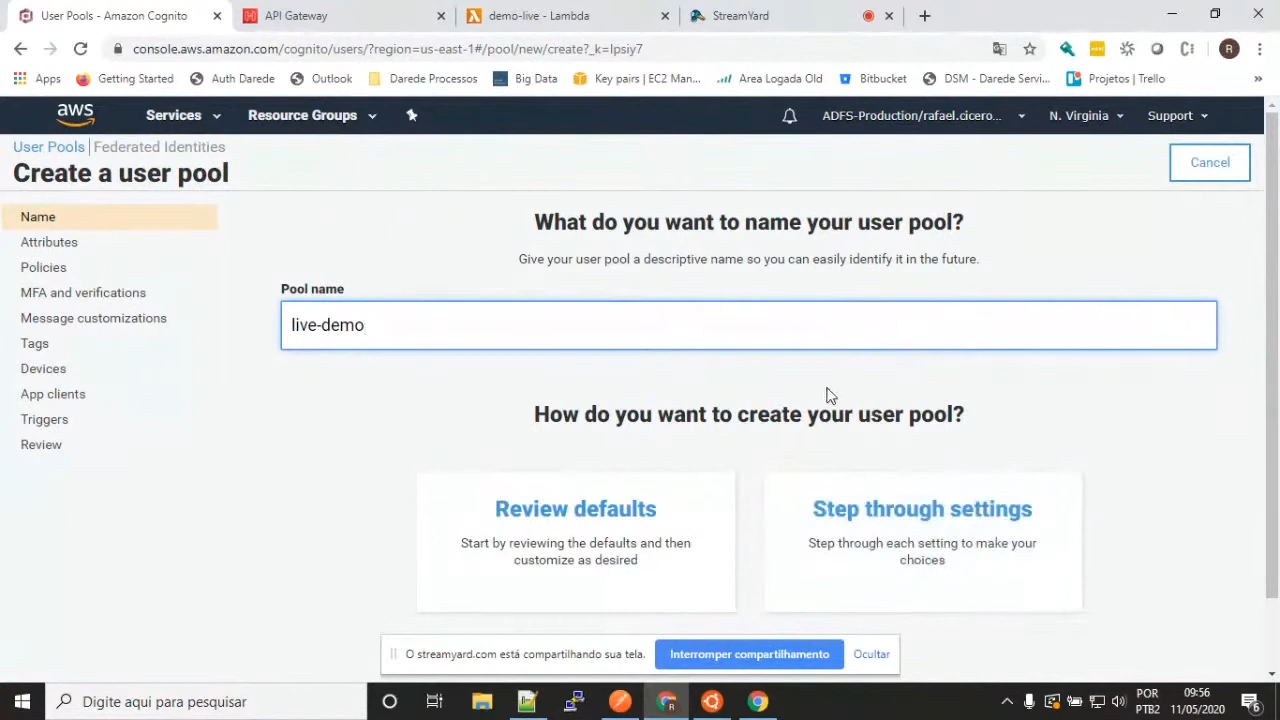 User Pools - Amazon Cognito
API Gateway
demo-live - Lambda
StreamYard
console.aws.amazon.com/cognito/users/?region=us-east-1#/pool/new/create?_k=lpsiy7
R
Apps
Getting Started
Auth Darede
Outlook
Darede Processos
Big Data
Key pairs | EC2 Man...
Area Logada Old
Bitbucket
DSM - Darede Servi...
Projetos | Trello
»
aws
Services
Resource Groups
ADFS-Production/rafael.cicero...
N. Virginia
Support
User Pools
Federated Identities
Create a user pool
Cancel
Name
Attributes
Policies
MFA and verifications
Message customizations
Tags
Devices
App clients
Triggers
Review
What do you want to name your user pool?
Give your user pool a descriptive name so you can easily identify it in the future.
Pool name
live-demo
How do you want to create your user pool?
Review defaults
Start by reviewing the defaults and then
customize as desired
Step through settings
Step through each setting to make your
choices
O streamyard.com está compartilhando sua tela.
Interromper compartilhamento
Ocultar
Digite aqui para pesquisar
POR
PTB2
09:56
11/05/2020
6